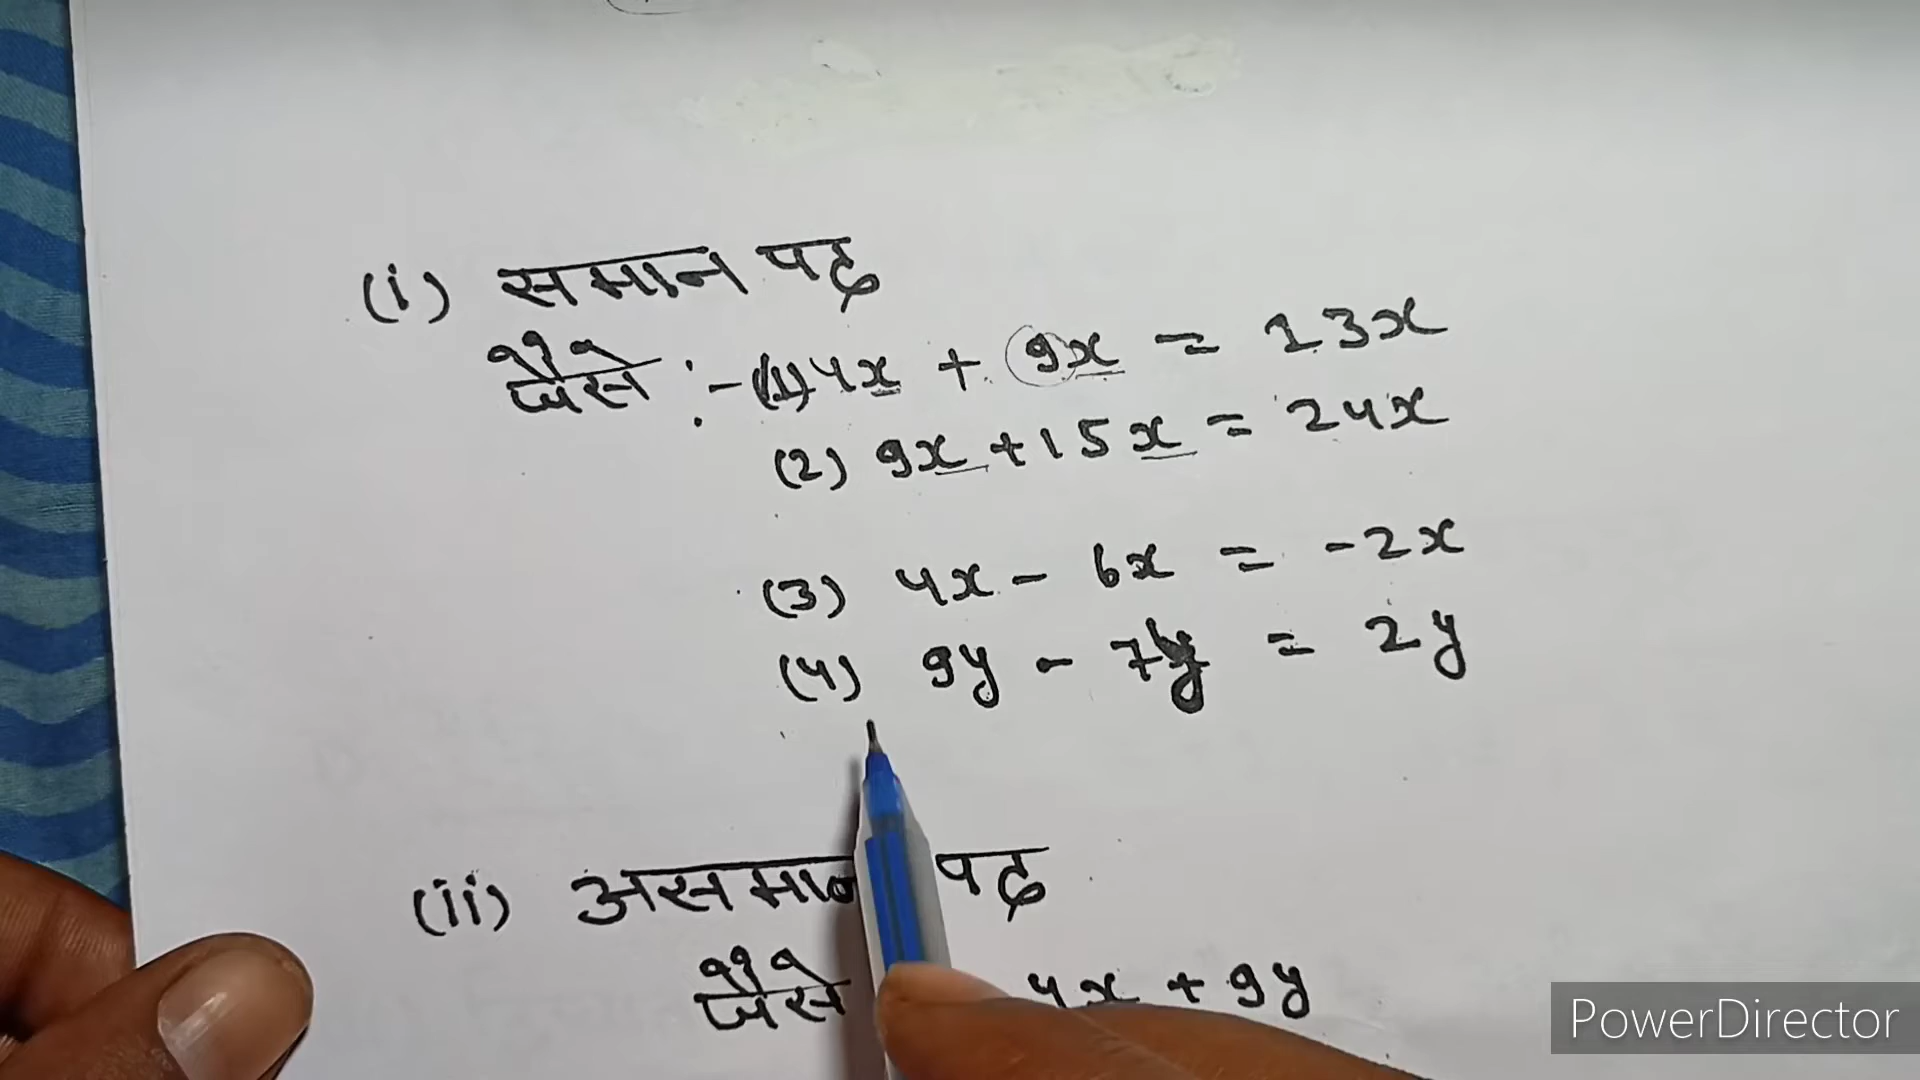 (i) समान पद
जैसे :- (1) 4x + 9x = 13x
(2) 9x + 15x = 24x
(3) 4x - 6x = -2x
(4) 9y - 7y = 2y
(ii) असमान पद
जैसे 4x + 9y
PowerDirector